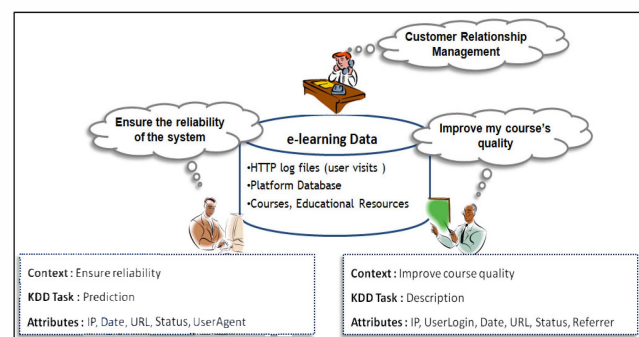 Customer Relationship
Management
Ensure the reliability
of the system
Improve my course's
quality
e-learning Data
•HTTP log files (user visits )
•Platform Database
•Courses, Educational Resources
Context : Ensure reliability
KDD Task : Prediction
Attributes : IP, Date, URL, Status, UserAgent
Context : Improve course quality
KDD Task : Description
Attributes : IP, UserLogin, Date, URL, Status, Referrer